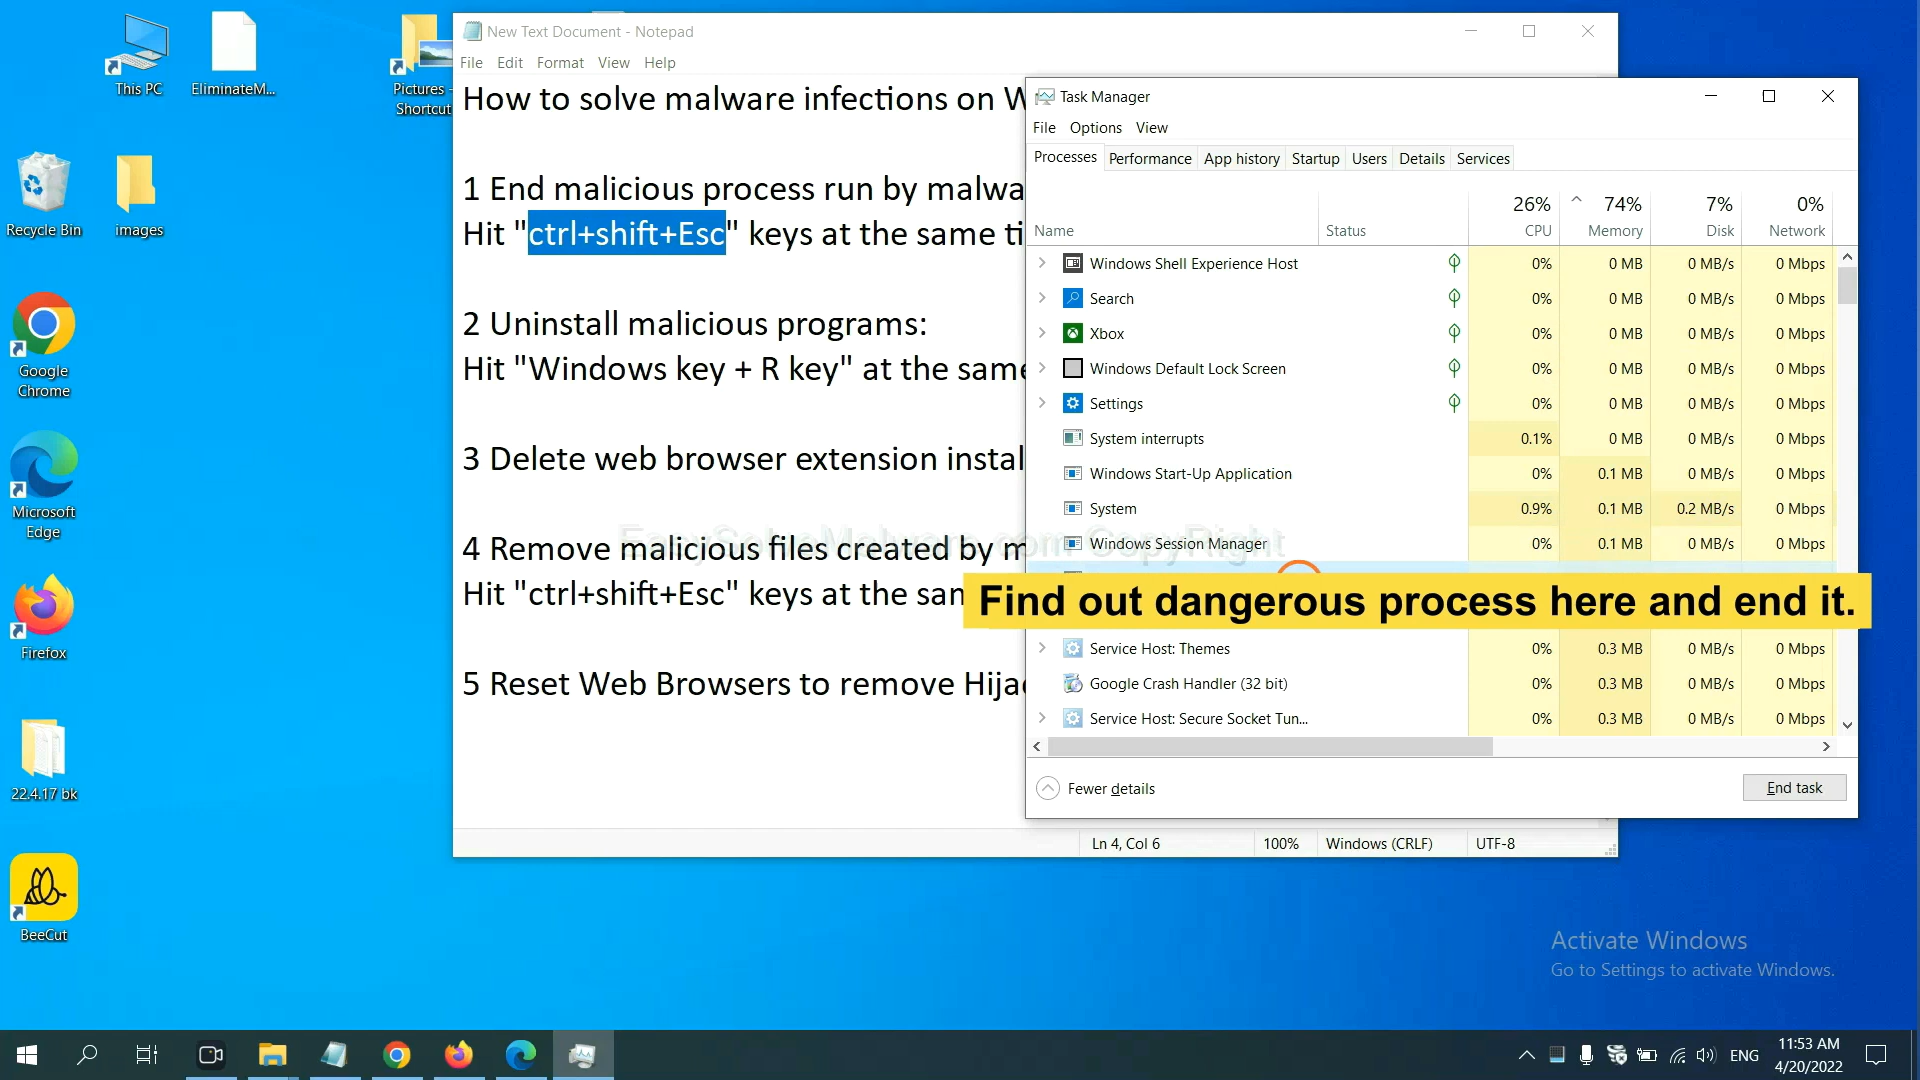 This PC
EliminateM...
Pictures -
Shortcut
Recycle Bin
images
Google
Chrome
Microsoft
Edge
Firefox
22.4.17 bk
BeeCut
New Text Document - Notepad
File Edit Format View Help
How to solve malware infections on W
1 End malicious process run by malwa
Hit "ctrl+shift+Esc" keys at the same ti
2 Uninstall malicious programs:
Hit "Windows key + R key" at the same
3 Delete web browser extension instal
4 Remove malicious files created by m
Hit "ctrl+shift+Esc" keys at the san
5 Reset Web Browsers to remove Hijac
Ln 4, Col 6 100% Windows (CRLF) UTF-8
EasySolveMalware.com CopyRight
Task Manager
File Options View
Processes Performance App history Startup Users Details Services
26% 74% 7% 0%
Name Status CPU Memory Disk Network
Windows Shell Experience Host 0% 0 MB 0 MB/s 0 Mbps
Search 0% 0 MB 0 MB/s 0 Mbps
Xbox 0% 0 MB 0 MB/s 0 Mbps
Windows Default Lock Screen 0% 0 MB 0 MB/s 0 Mbps
Settings 0% 0 MB 0 MB/s 0 Mbps
System interrupts 0.1% 0 MB 0 MB/s 0 Mbps
Windows Start-Up Application 0% 0.1 MB 0 MB/s 0 Mbps
System 0.9% 0.1 MB 0.2 MB/s 0 Mbps
Windows Session Manager 0% 0.1 MB 0 MB/s 0 Mbps
Find out dangerous process here and end it.
Service Host: Themes 0% 0.3 MB 0 MB/s 0 Mbps
Google Crash Handler (32 bit) 0% 0.3 MB 0 MB/s 0 Mbps
Service Host: Secure Socket Tun... 0% 0.3 MB 0 MB/s 0 Mbps
Fewer details
End task
Activate Windows
Go to Settings to activate Windows.
ENG
11:53 AM
4/20/2022